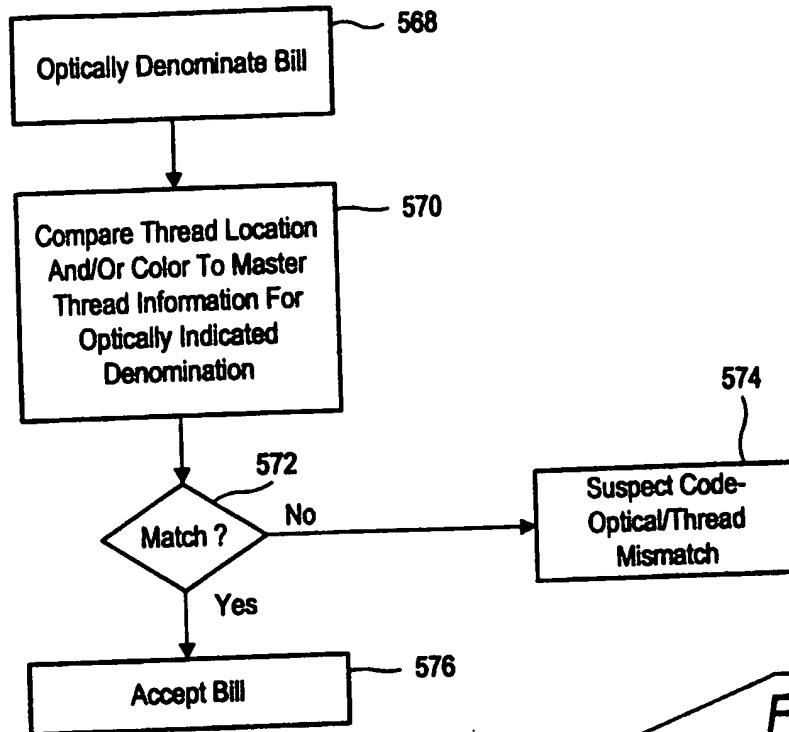 568
Optically Denominate Bill
570
Compare Thread Location
And/Or Color To Master
Thread Information For
Optically Indicated
Denomination
574
572
Match ?
No
Suspect Code-
Optical/Thread
Mismatch
Yes
576
Accept Bill
F